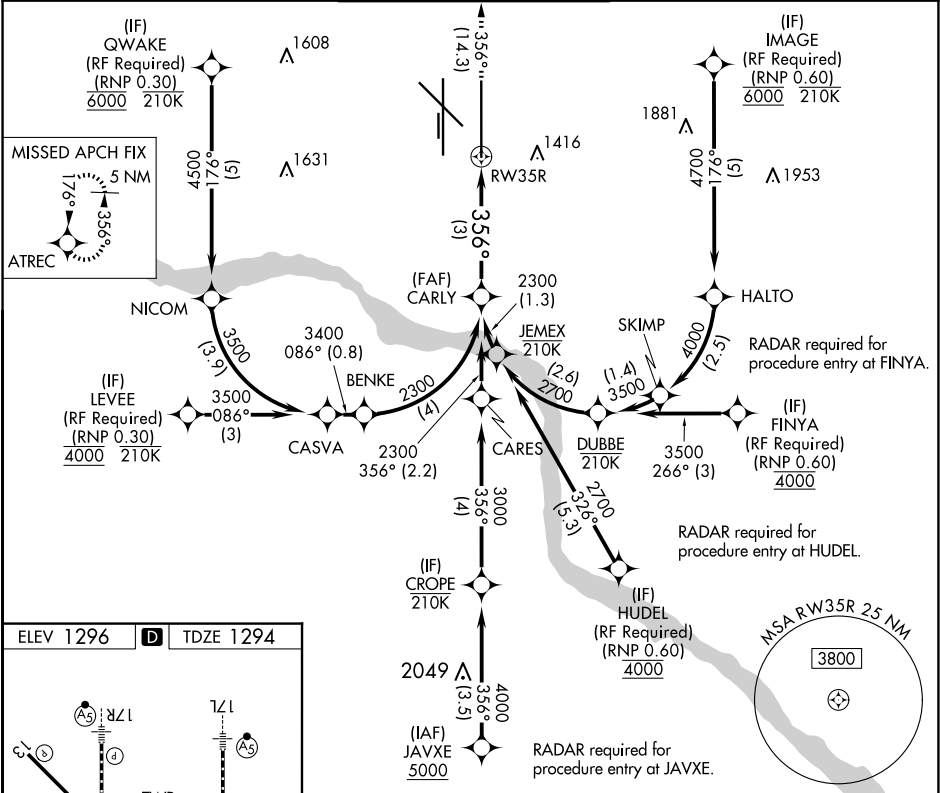 (IF)
QWAKE
(RF Required)
(RNP 0.30)
6000 210K
1608
356°
(14.3)
(IF)
IMAGE
(RF Required)
(RNP 0.60)
6000 210K
MISSED APCH FIX
5 NM
176°
356°
ATREC
4500
176°
(5)
1631
1416
RW35R
1881
4700
176°
(5)
1953
356°
(3)
NICOM
(FAF)
CARLY
2300
(1.3)
HALTO
3500
(3.9)
3400
086° (0.8)
JEMEX
210K
SKIMP
4000
(2.5)
RADAR required for
procedure entry at FINYA.
(IF)
LEVEE
(RF Required)
(RNP 0.30)
4000 210K
3500
086°
(3)
BENKE
CASVA
2300
(4)
2300
356° (2.2)
CARES
(2.6)
2700
(1.4)
3500
DUBBE
210K
3500
266° (3)
(IF)
FINYA
(RF Required)
(RNP 0.60)
4000
3000
356°
(4)
2700
326°
(5.3)
RADAR required for
procedure entry at HUDEL.
(IF)
CROPE
210K
(IF)
HUDEL
(RF Required)
(RNP 0.60)
4000
MSA RW35R 25 NM
3800
ELEV 1296 D TDZE 1294
2049
4000
356°
(3.5)
(IAF)
JAVXE
5000
RADAR required for
procedure entry at JAVXE.
A5
17R
17L
A5
13
P
P